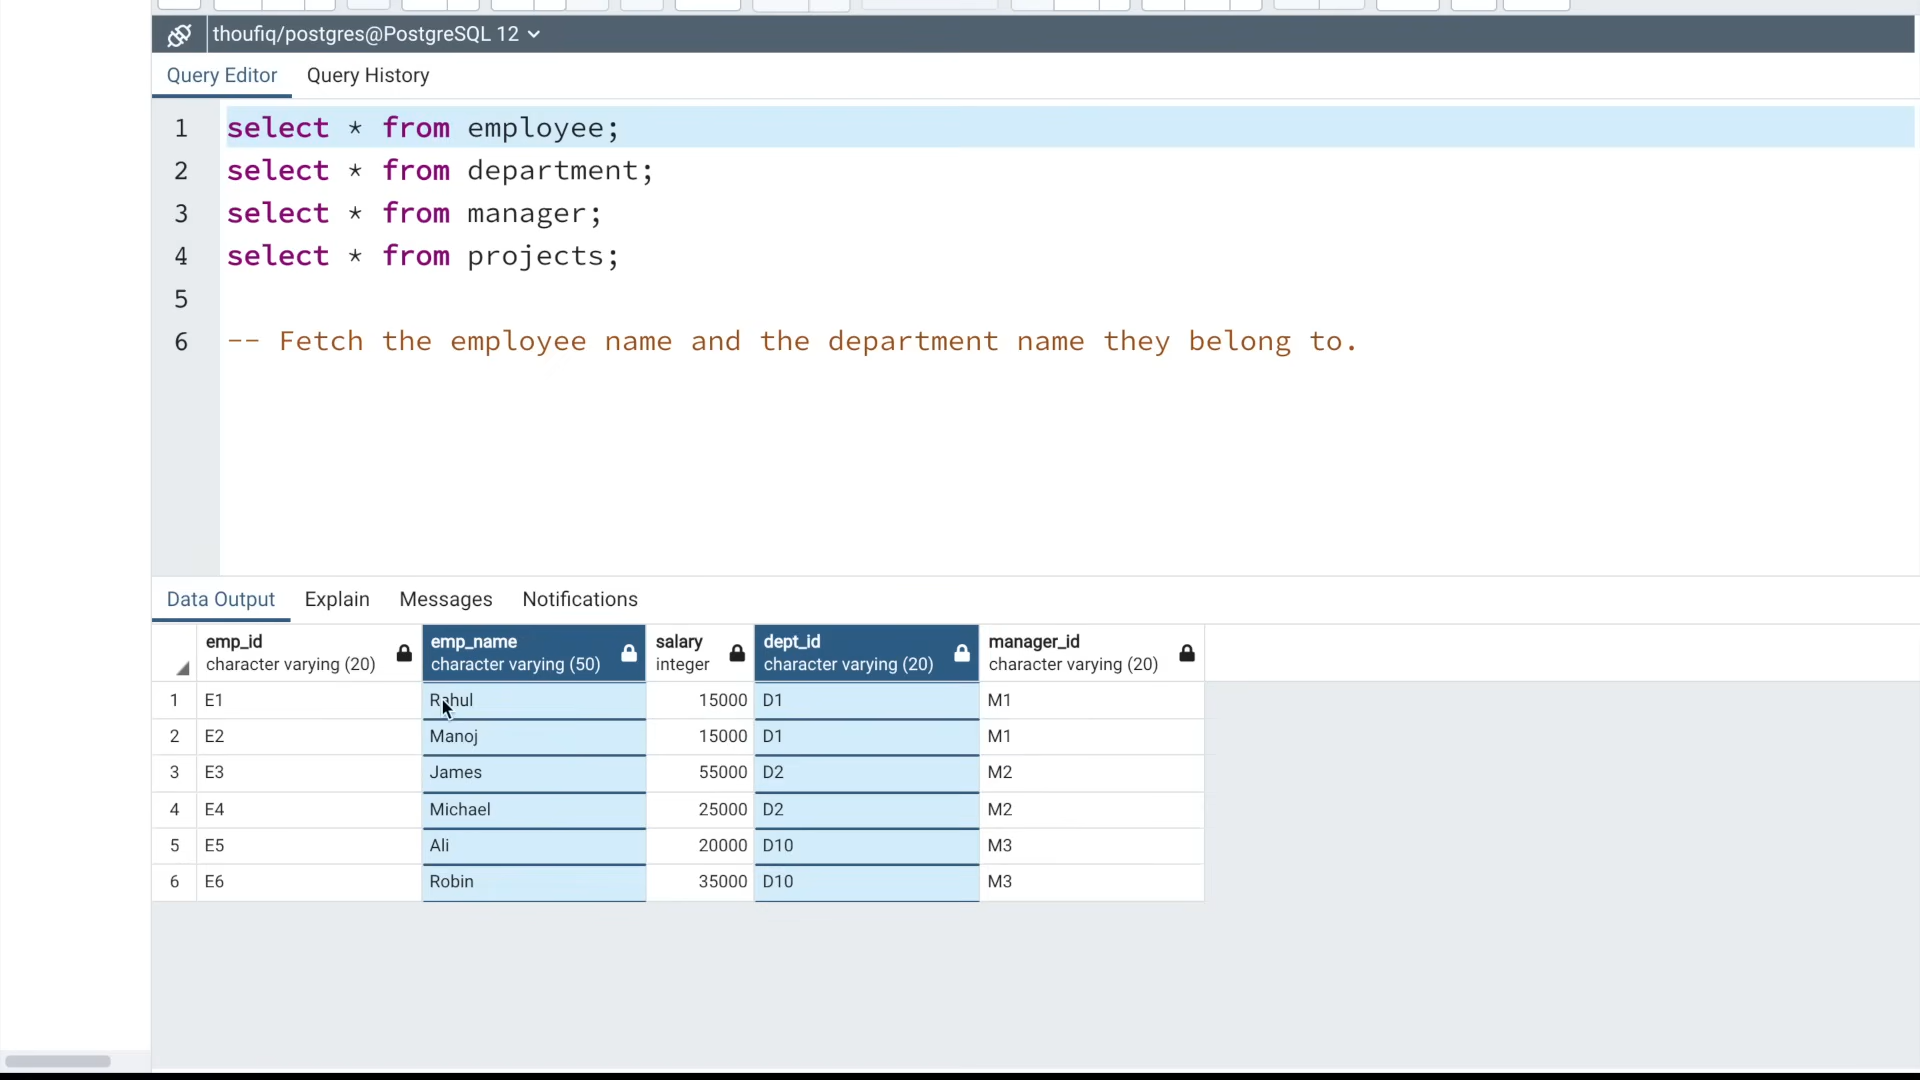 thoufiq/postgres@PostgreSQL 12
Query Editor Query History
1 select * from employee;
2 select * from department;
3 select * from manager;
4 select * from projects;
5
6 -- Fetch the employee name and the department name they belong to.
Data Output Explain Messages Notifications
emp_id emp_name salary dept_id manager_id
character varying (20) character varying (50) integer character varying (20) character varying (20)
1 E1 Rahul 15000 D1 M1
2 E2 Manoj 15000 D1 M1
3 E3 James 55000 D2 M2
4 E4 Michael 25000 D2 M2
5 E5 Ali 20000 D10 M3
6 E6 Robin 35000 D10 M3